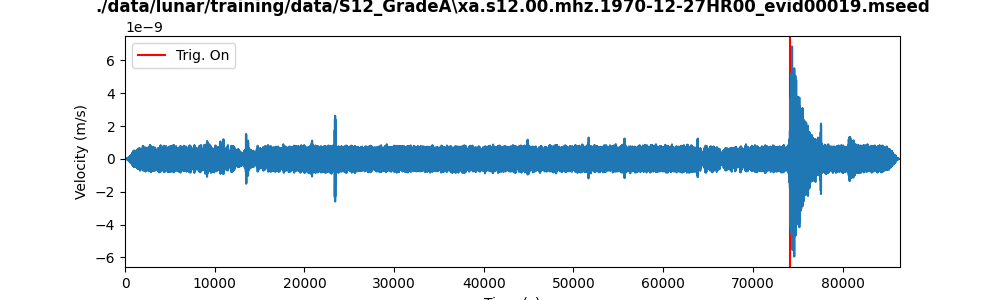 ./data/lunar/training/data/S12_GradeA\xa.s12.00.mhz.1970-12-27HR00_evid00019.mseed
1e−9
Trig. On
6
4
2
0
−2
−4
−6
Velocity (m/s)
0 10000 20000 30000 40000 50000 60000 70000 80000